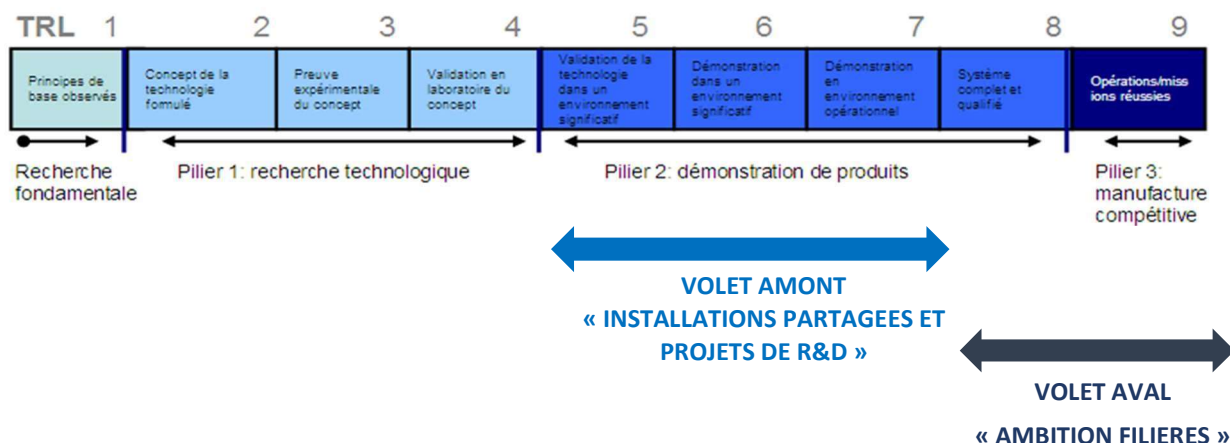 TRL 1 2 3 4 5 6 7 8 9
Principes de
base observés
Concept de la
technologie
formulé
Preuve
expérimentale
du concept
Validation en
laboratoire du
concept
Validation de la
technologie
dans un
environnement
significatif
Démonstration
dans un
environnement
significatif
Démonstration
en
environnement
opérationnel
Système
complet et
qualifié
Opérations/miss
ions réussies
Recherche
fondamentale
Pilier 1: recherche technologique
Pilier 2: démonstration de produits
Pilier 3:
manufacture
compétitive
VOLET AMONT
« INSTALLATIONS PARTAGEES ET
PROJETS DE R&D »
VOLET AVAL
« AMBITION FILIERES »